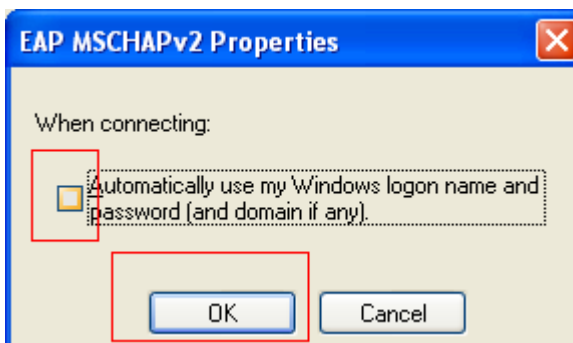 EAP MSCHAPv2 Properties
When connecting:
Automatically use my Windows logon name and
password (and domain if any).
OK
Cancel